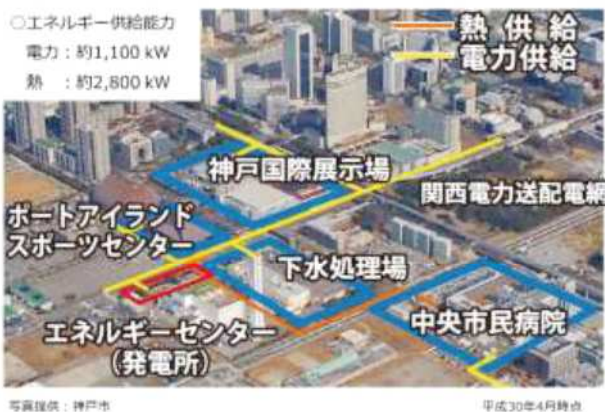 ○エネルギー供給能力
電力：約1,100 kW
熱　：約2,800 kW
熱 供 給
電力供給
神戸国際展示場
関西電力送配電網
ポートアイランド
スポーツセンター
下水処理場
エネルギーセンター
（発電所）
中央市民病院
写真提供：神戸市
平成30年4月時点